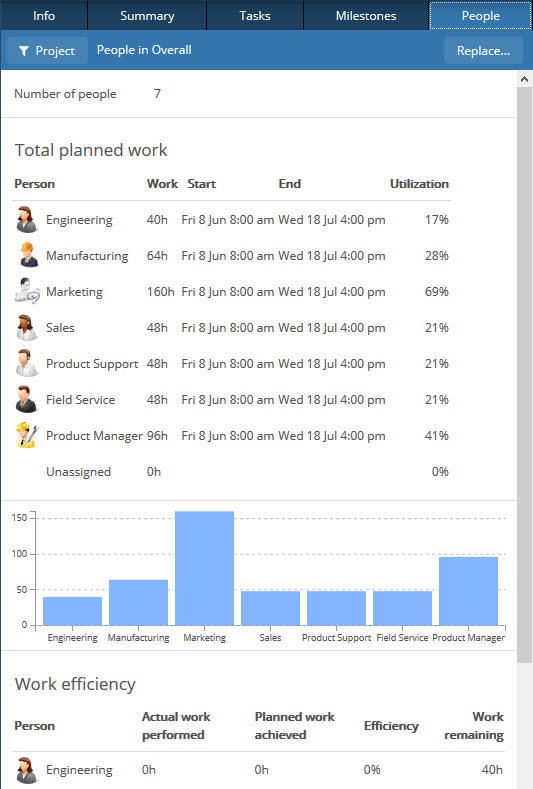 Info Summary Tasks Milestones People
Project People in Overall Replace...
Number of people 7
Total planned work
Person Work Start End Utilization
Engineering 40h Fri 8 Jun 8:00 am Wed 18 Jul 4:00 pm 17%
Manufacturing 64h Fri 8 Jun 8:00 am Wed 18 Jul 4:00 pm 28%
Marketing 160h Fri 8 Jun 8:00 am Wed 18 Jul 4:00 pm 69%
Sales 48h Fri 8 Jun 8:00 am Wed 18 Jul 4:00 pm 21%
Product Support 48h Fri 8 Jun 8:00 am Wed 18 Jul 4:00 pm 21%
Field Service 48h Fri 8 Jun 8:00 am Wed 18 Jul 4:00 pm 21%
Product Manager 96h Fri 8 Jun 8:00 am Wed 18 Jul 4:00 pm 41%
Unassigned 0h 0%
150
100
50
0
Engineering Manufacturing Marketing Sales Product Support Field Service Product Manager
Work efficiency
Person Actual work performed Planned work achieved Efficiency Work remaining
Engineering 0h 0h 0% 40h